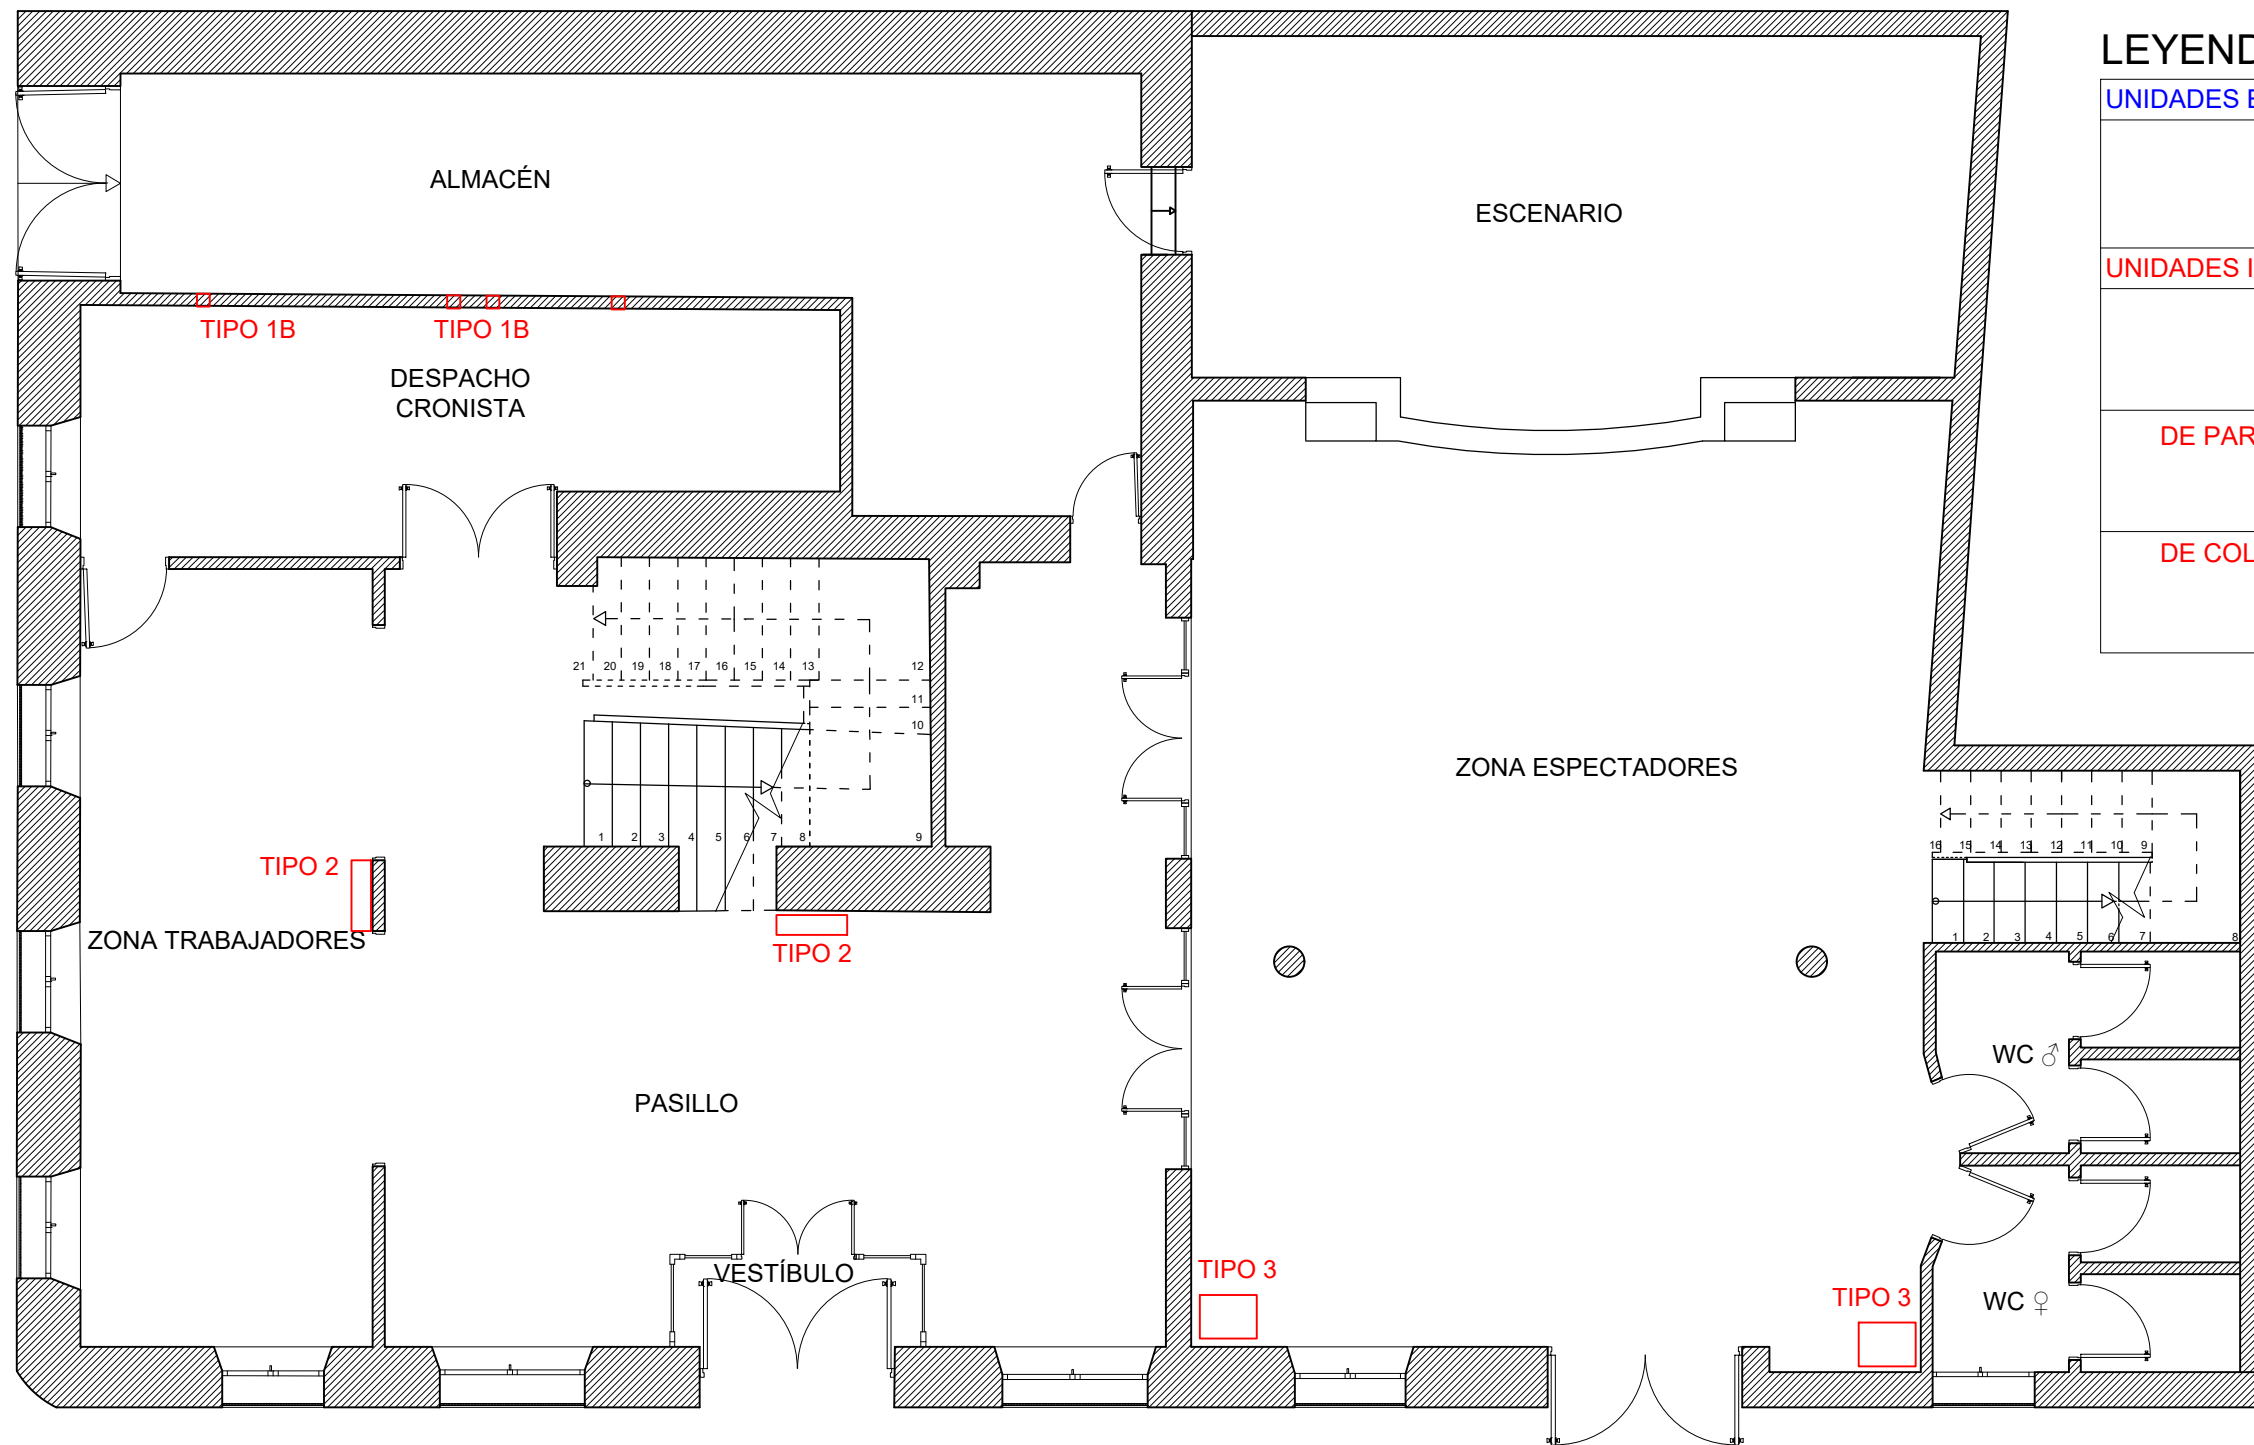 LEYEND
UNIDADES E
ALMACÉN
ESCENARIO
UNIDADES I
TIPO 1B
TIPO 1B
DESPACHO
CRONISTA
DE PAR
DE COL
21 20 19 18 17 16 15 14 13 12
11
10
ZONA ESPECTADORES
1 2 3 4 5 6 7 8 9
16 15 14 13 12 11 10 9
TIPO 2
ZONA TRABAJADORES
TIPO 2
1 2 3 4 5 6 7 8
WC ♂
PASILLO
VESTÍBULO
TIPO 3
TIPO 3
WC ♀